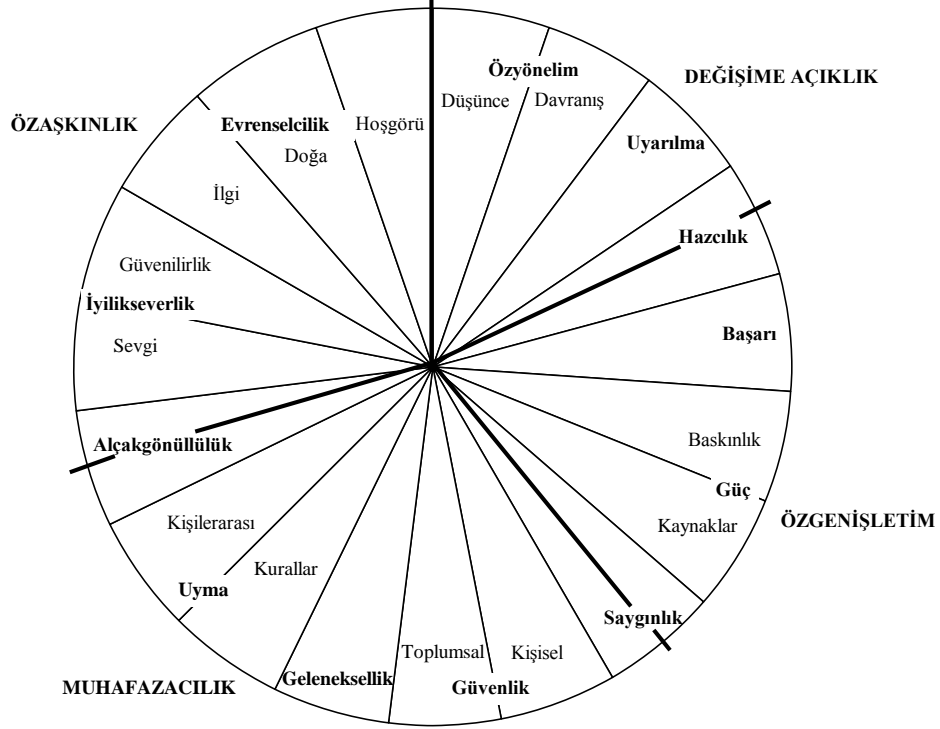 Özyönelim
DEĞİŞİME AÇIKLIK
Düşünce
Davranış
ÖZAŞKINLIK
Evrenselcilik
Hoşgörü
Doğa
İlgi
Uyarılma
Hazcılık
Güvenilirlik
İyilikseverlik
Sevgi
Başarı
Alçakgönüllülük
Baskınlık
Güç
Kaynaklar
ÖZGENİŞLETİM
Kişilerarası
Kurallar
Uyma
Saygınlık
Toplumsal
Kişisel
MUHAFAZACILIK
Geleneksellik
Güvenlik